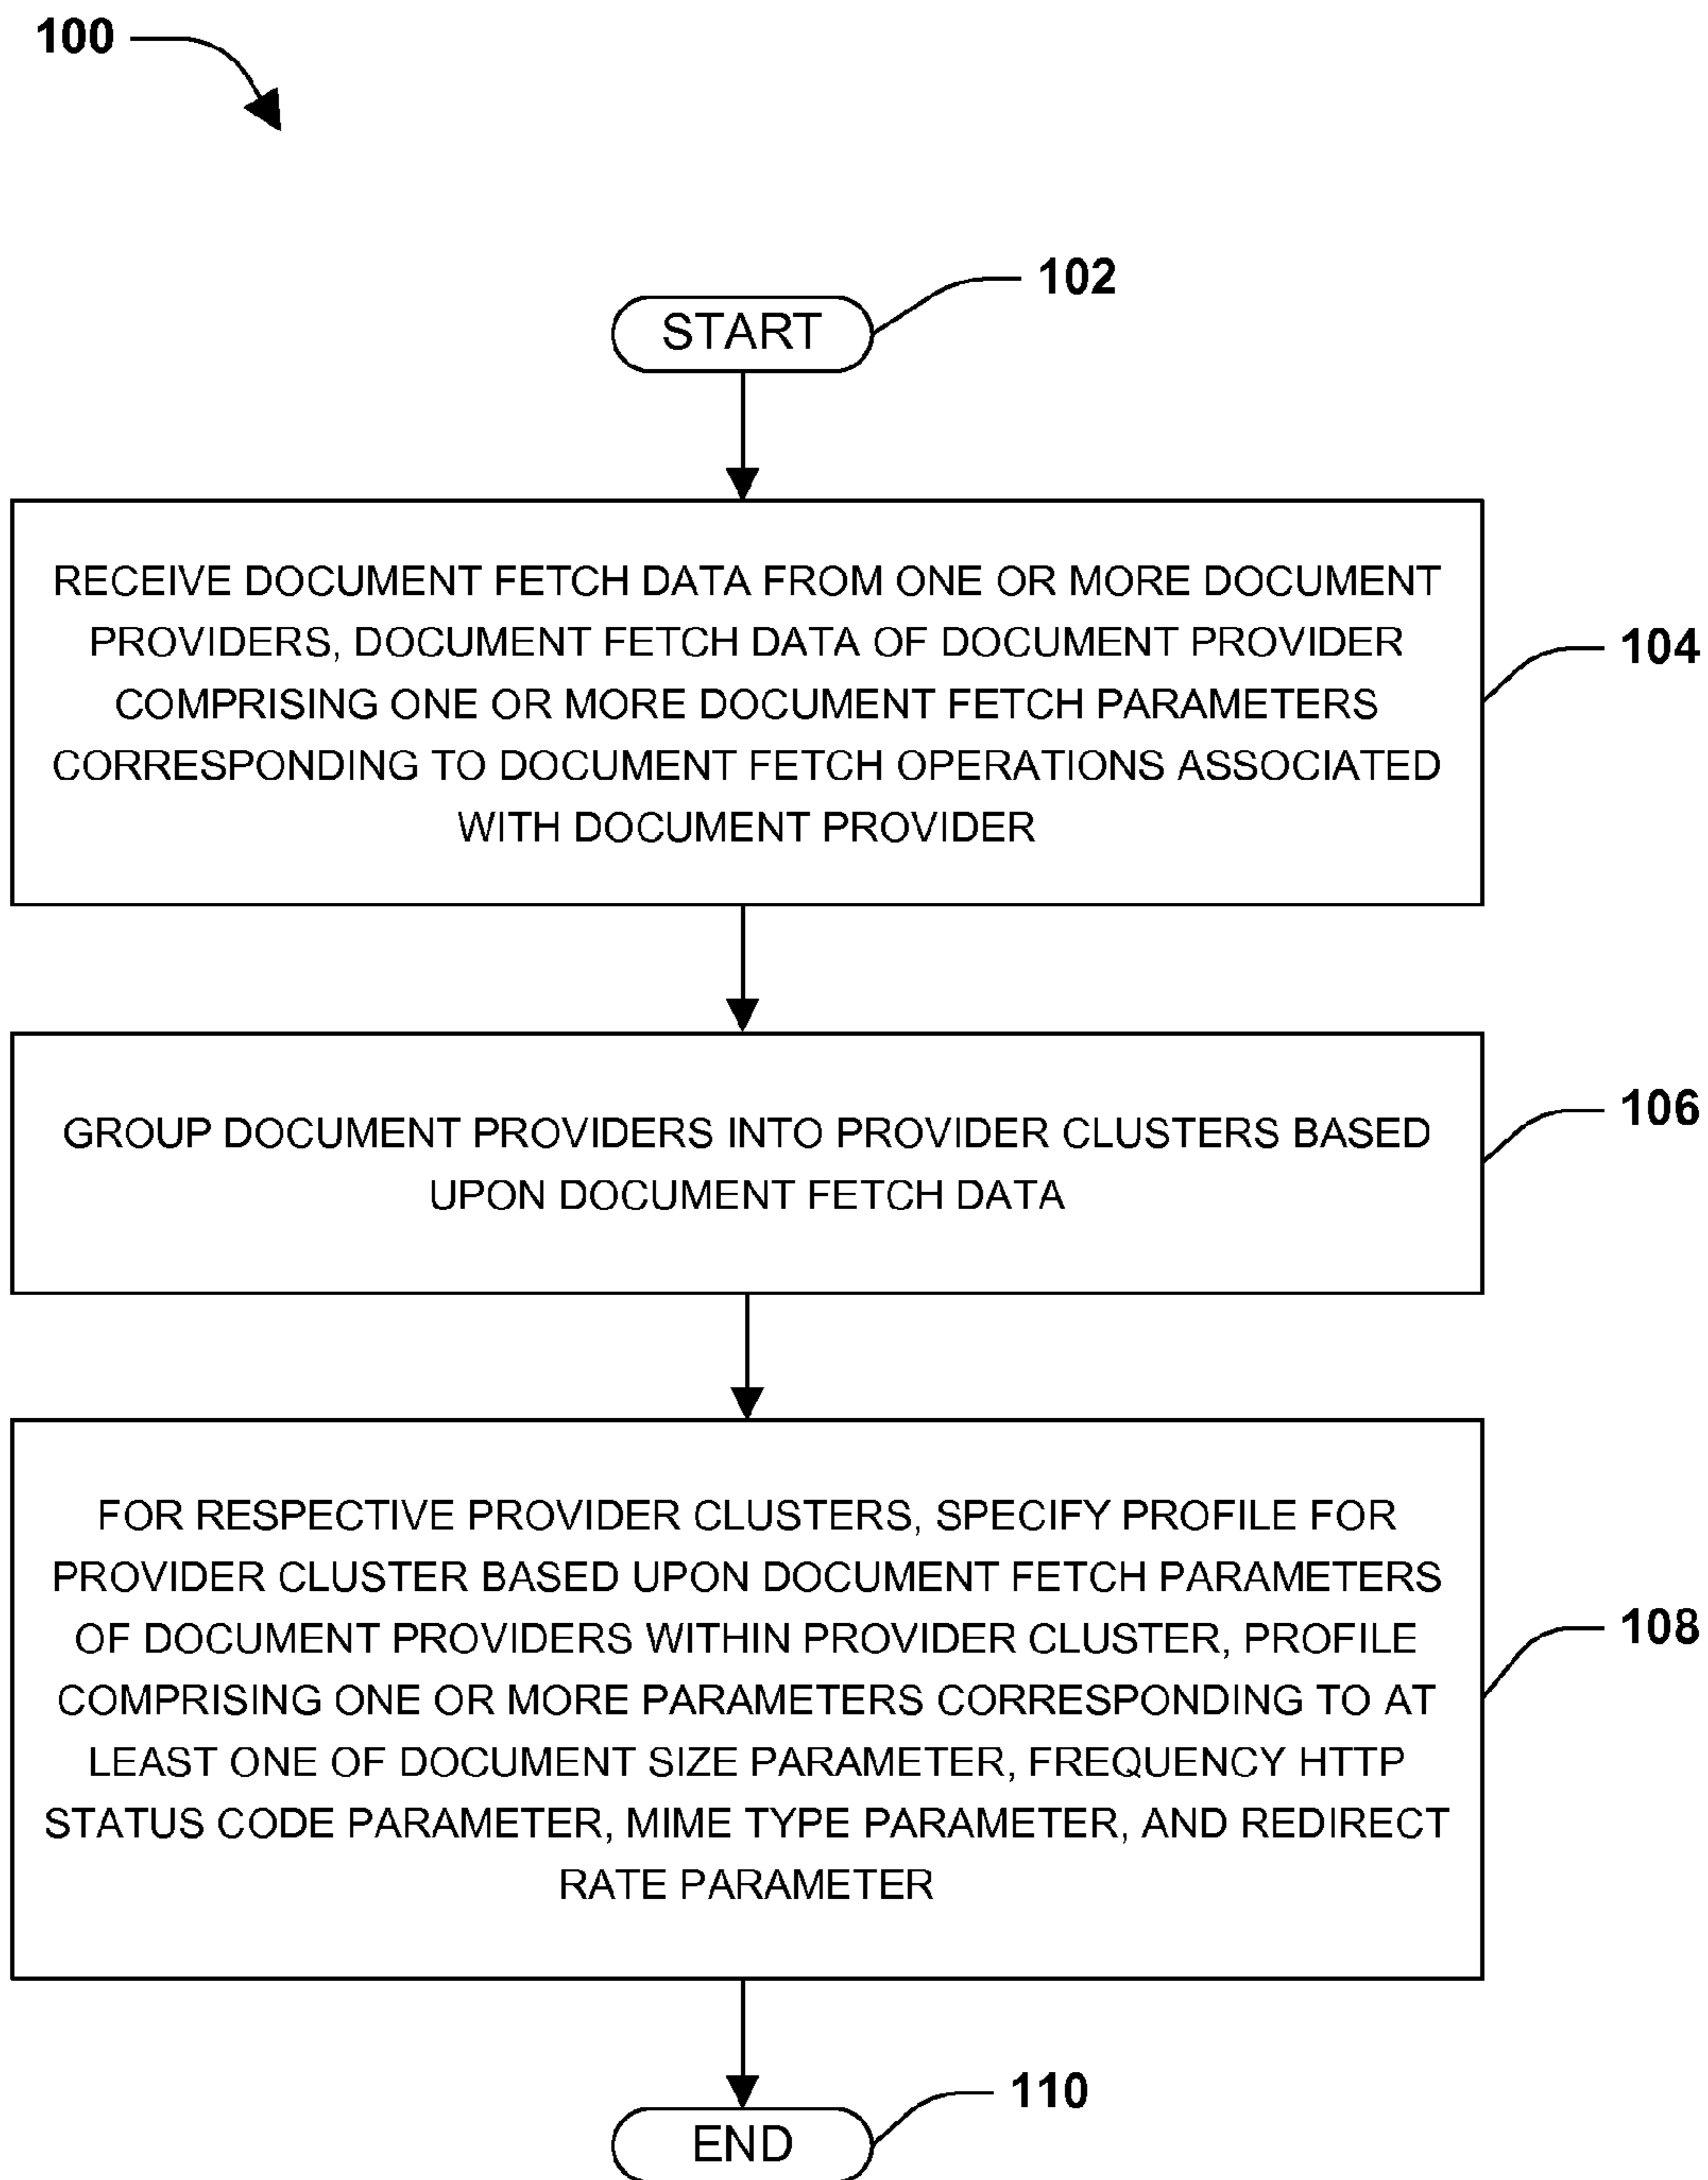 100
102
START
RECEIVE DOCUMENT FETCH DATA FROM ONE OR MORE DOCUMENT
PROVIDERS, DOCUMENT FETCH DATA OF DOCUMENT PROVIDER
COMPRISING ONE OR MORE DOCUMENT FETCH PARAMETERS
CORRESPONDING TO DOCUMENT FETCH OPERATIONS ASSOCIATED
WITH DOCUMENT PROVIDER
104
GROUP DOCUMENT PROVIDERS INTO PROVIDER CLUSTERS BASED
UPON DOCUMENT FETCH DATA
106
FOR RESPECTIVE PROVIDER CLUSTERS, SPECIFY PROFILE FOR
PROVIDER CLUSTER BASED UPON DOCUMENT FETCH PARAMETERS
OF DOCUMENT PROVIDERS WITHIN PROVIDER CLUSTER, PROFILE
COMPRISING ONE OR MORE PARAMETERS CORRESPONDING TO AT
LEAST ONE OF DOCUMENT SIZE PARAMETER, FREQUENCY HTTP
STATUS CODE PARAMETER, MIME TYPE PARAMETER, AND REDIRECT
RATE PARAMETER
108
110
END